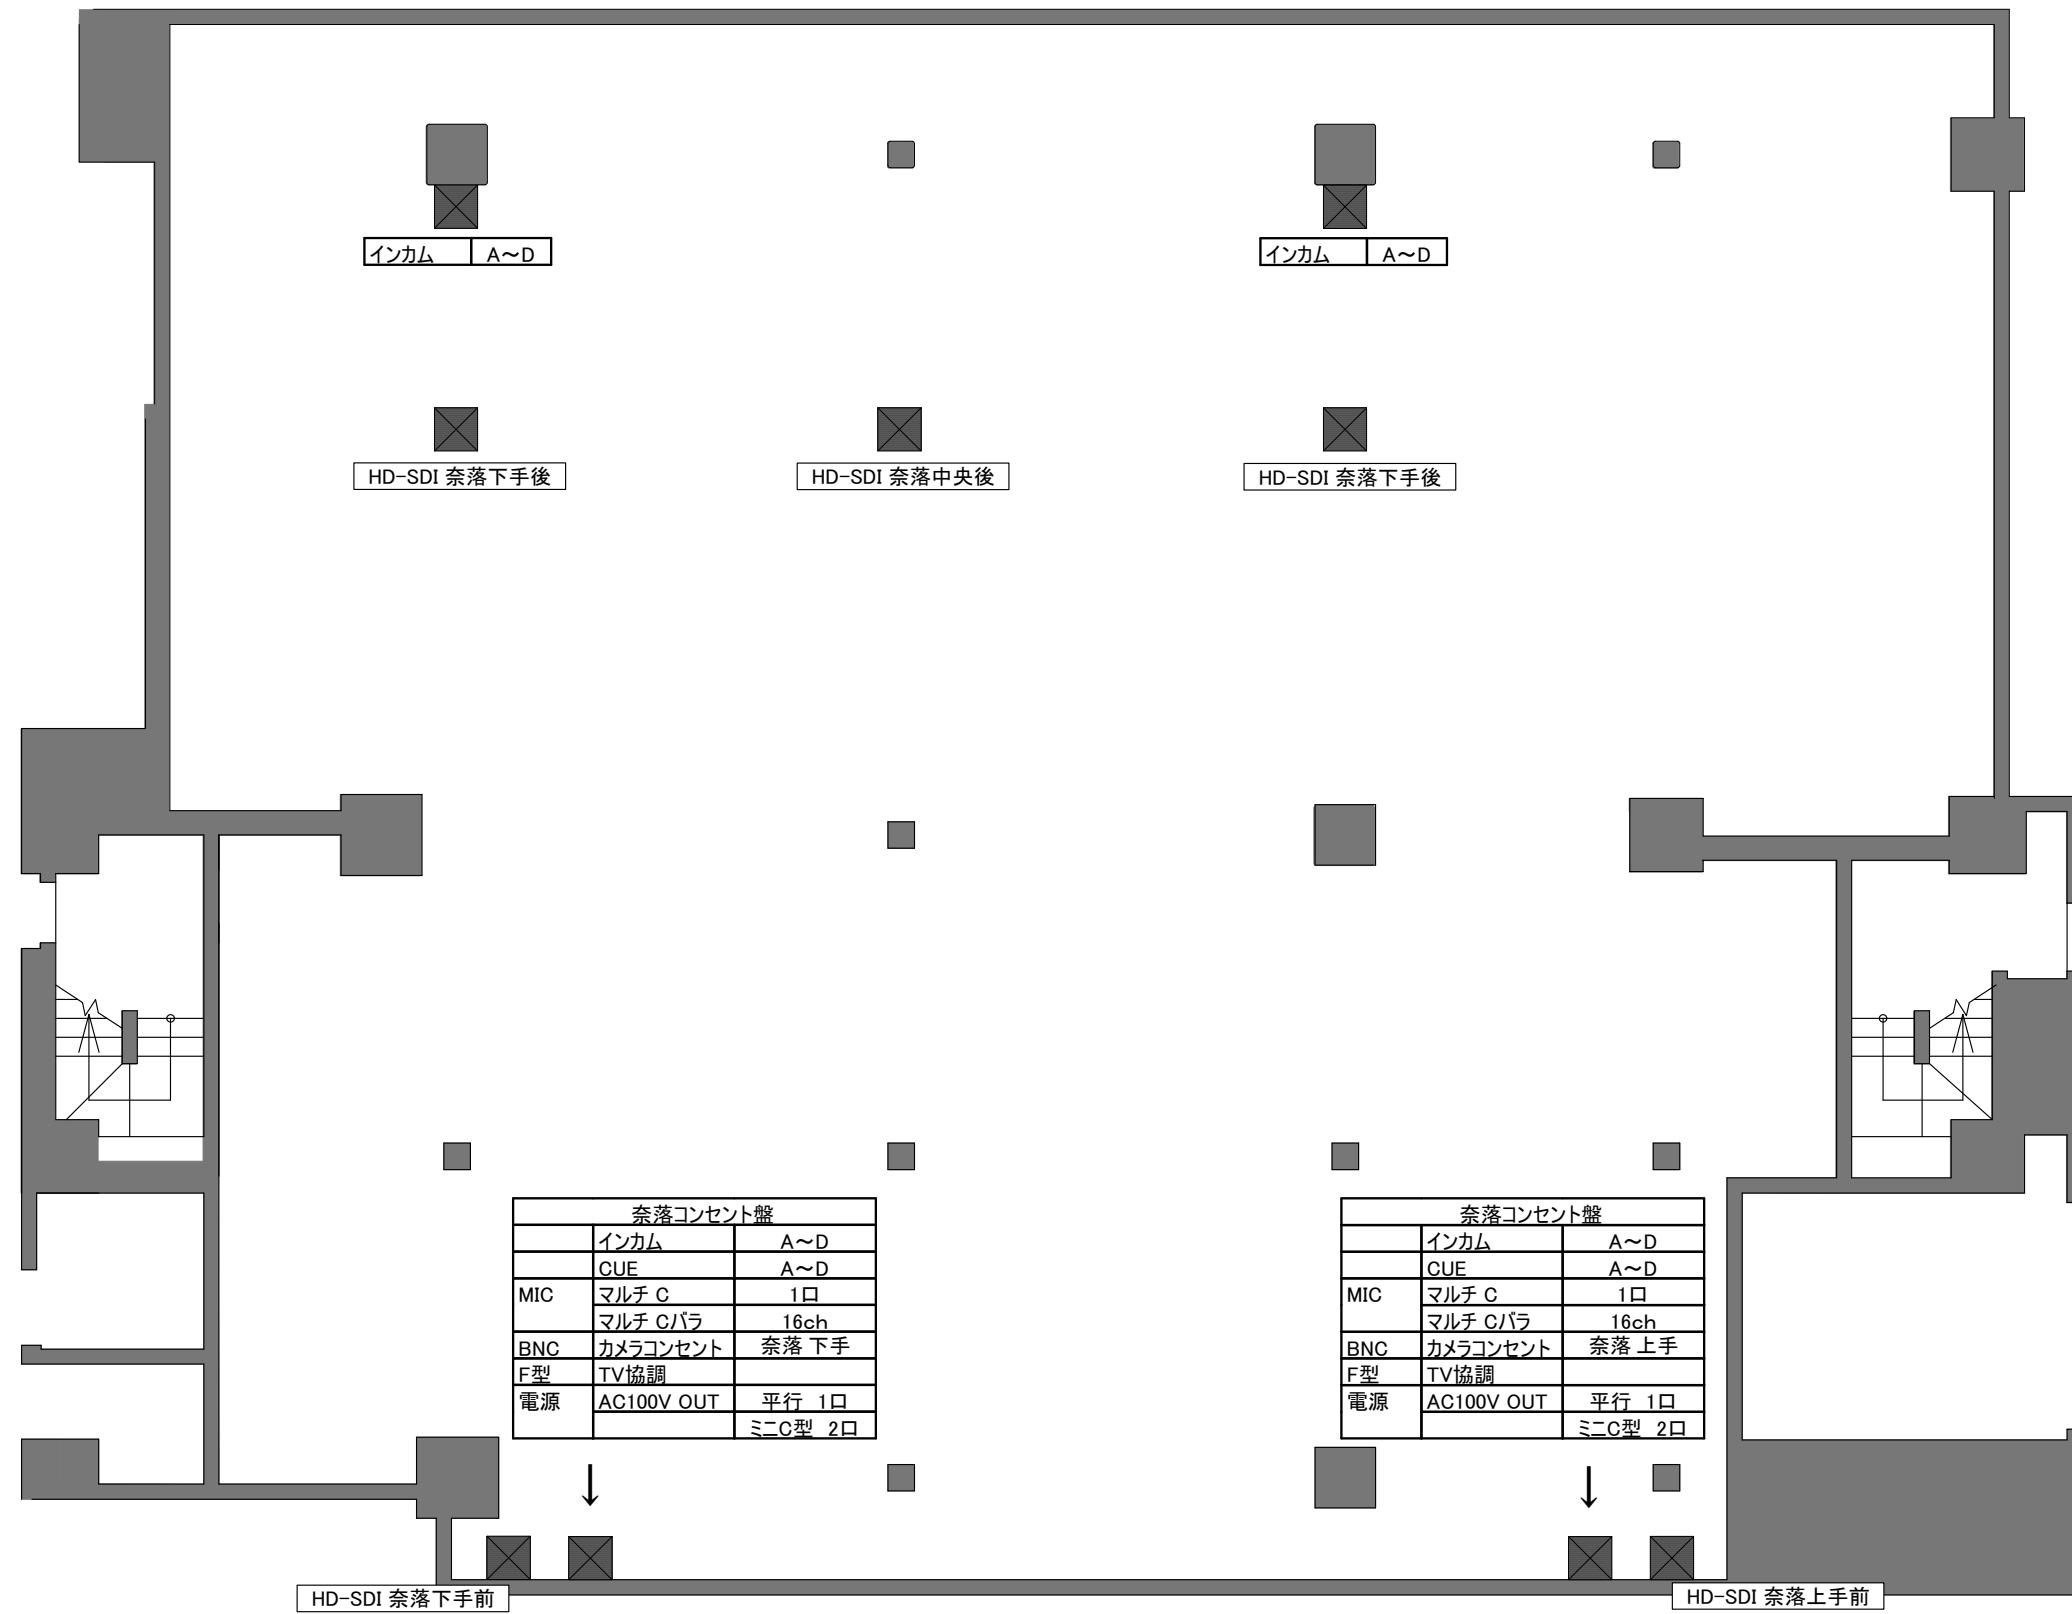 インカム A～D
インカム A～D
HD-SDI 奈落下手後
HD-SDI 奈落中央後
HD-SDI 奈落下手後
奈落コンセント盤
インカム A～D
CUE A～D
MIC マルチ C 1口
マルチ Cバラ 16ch
BNC カメラコンセント 奈落 下手
F型 TV協調
電源 AC100V OUT 平行 1口
ミニC型 2口
↓
奈落コンセント盤
インカム A～D
CUE A～D
MIC マルチ C 1口
マルチ Cバラ 16ch
BNC カメラコンセント 奈落 上手
F型 TV協調
電源 AC100V OUT 平行 1口
ミニC型 2口
↓
HD-SDI 奈落下手前
HD-SDI 奈落上手前